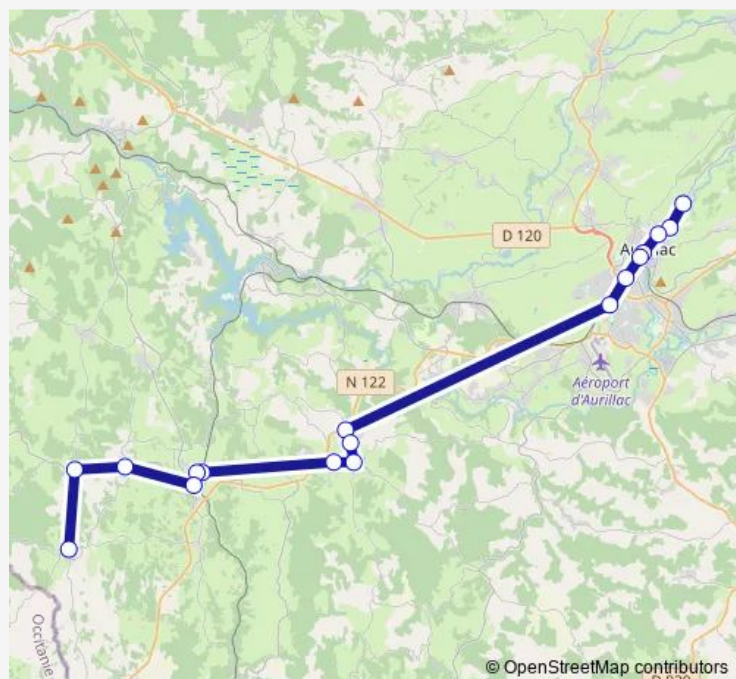 D 120
Aurillac
N 122
Aéroport
d'Aurillac
Occitanie
© OpenStreetMap contributors